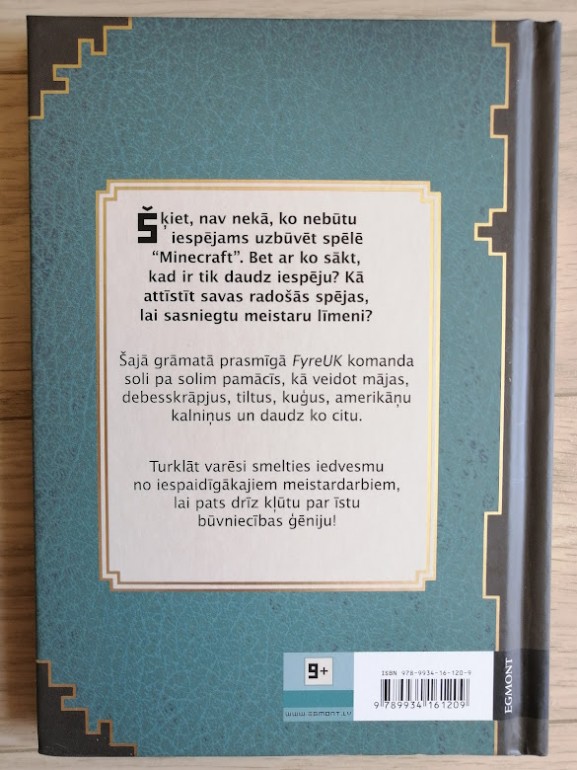 Šķiet, nav nekā, ko nebūtu
iespējams uzbūvēt spēlē
“Minecraft”. Bet ar ko sākt,
kad ir tik daudz iespēju? Kā
attīstīt savas radošās spējas,
lai sasniegtu meistaru līmeni?
Šajā grāmatā prasmīgā FyreUK komanda
soli pa solim pamācīs, kā veidot mājas,
debesskrāpjus, tiltus, kuģus, amerikāņu
kalniņus un daudz ko citu.
Turklāt varēsi smelties iedvesmu
no iespaidīgākajiem meistardarbiem,
lai pats drīz kļūtu par īstu
būvniecības ģēniju!
9+
WWW.EGMONT.LV
ISBN 978-9934-16-120-9
9 789934 161209
EGMONT